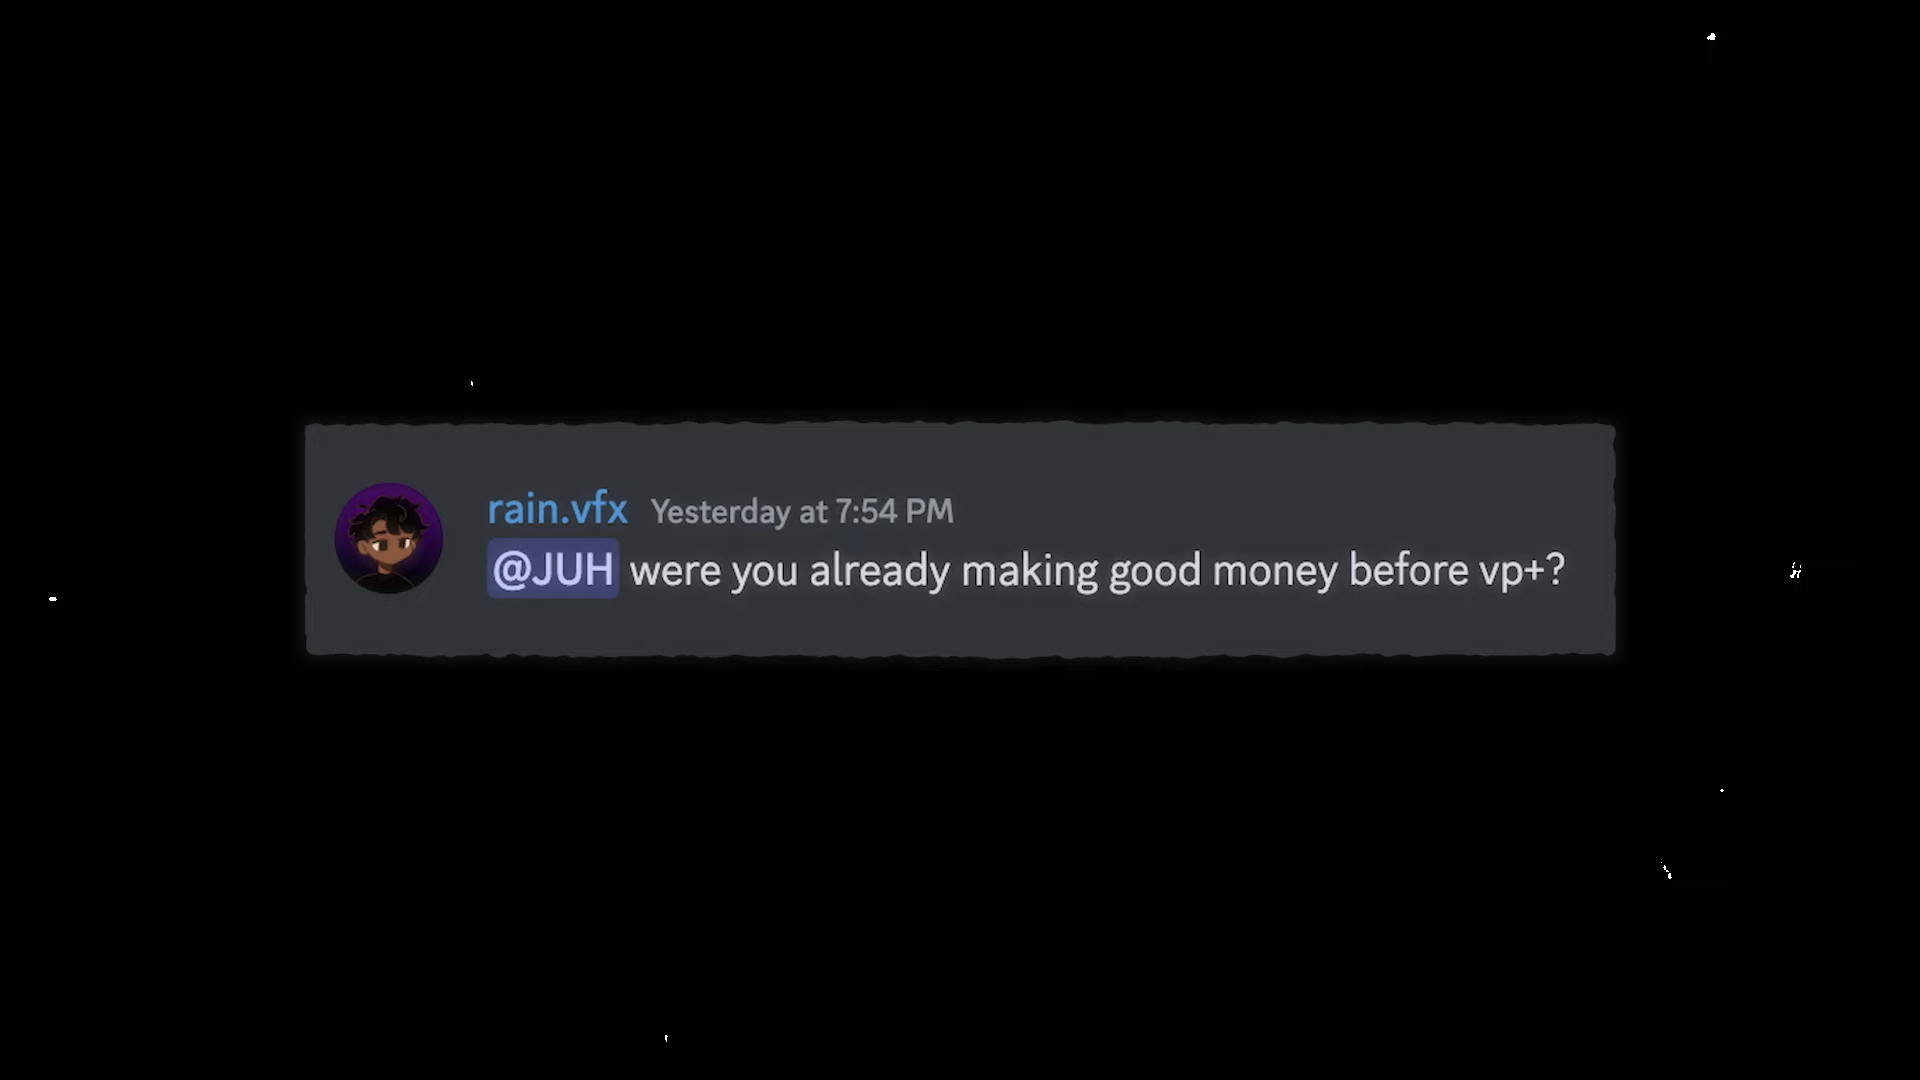 rain.vfx Yesterday at 7:54 PM
@JUH were you already making good money before vp+?